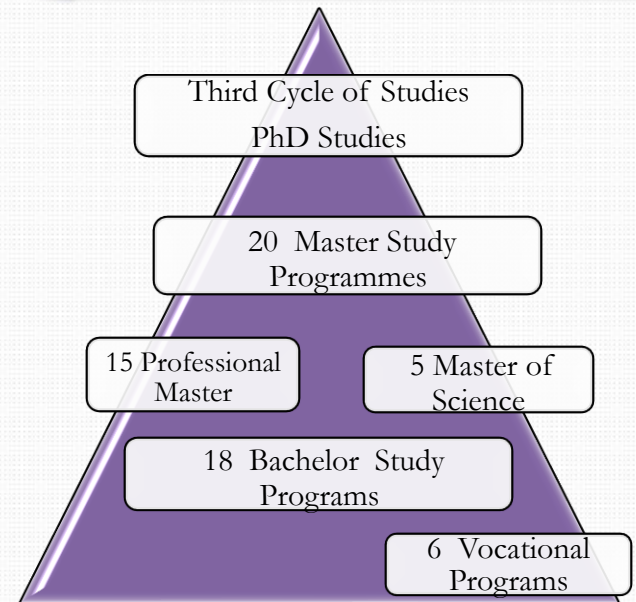 Third Cycle of Studies
PhD Studies
20 Master Study
Programmes
15 Professional
Master
5 Master of
Science
18 Bachelor Study
Programs
6 Vocational
Programs